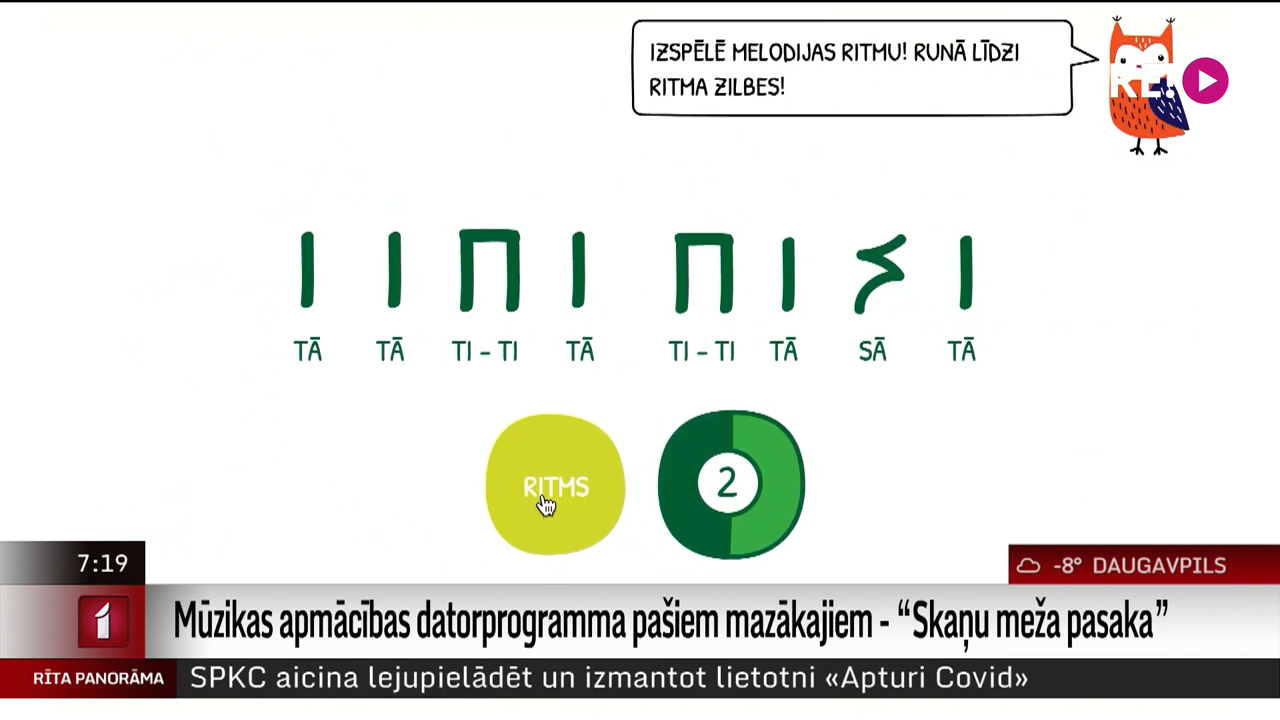 IZSPĒLĒ MELODIJAS RITMU! RUNĀ LĪDZI
RITMA ZILBES!
RE:
TĀ TĀ TI – TI TĀ TI – TI TĀ SĀ TĀ
RITMS
2
7:19
-8° DAUGAVPILS
1
Mūzikas apmācības datorprogramma pašiem mazākajiem - “Skaņu meža pasaka”
RĪTA PANORĀMA
SPKC aicina lejupielādēt un izmantot lietotni «Apturi Covid»